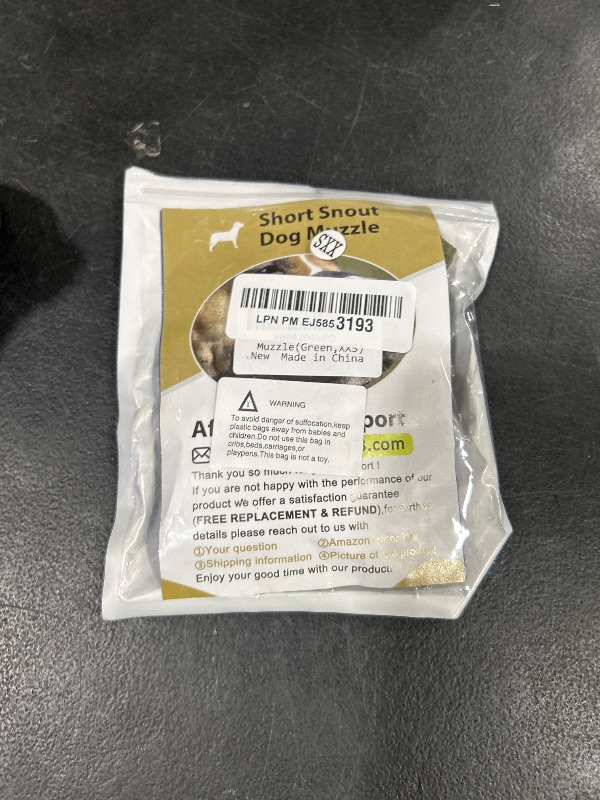 Short Snout
Dog Muzzle
XXS
LPN PM EJ5853193
Muzzle(Green,XXS)
New Made in China
WARNING
To avoid danger of suffocation,keep
plastic bags away from babies and
children.Do not use this bag in
cribs,beds,carriages,or
playpens.This bag is not a toy.
.com
Thank you so
If you are not happy with the performance of our
product We offer a satisfaction guarantee
(FREE REPLACEMENT & REFUND),for further
details please reach out to us with
①Your question ②Amazon
③Shipping information ④Picture of
Enjoy your good time with our product